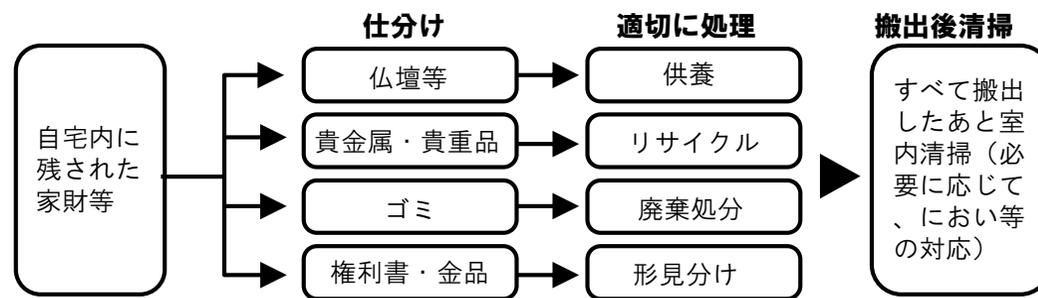 仕分け
適切に処理
搬出後清掃
自宅内に
残された
家財等
仏壇等
供養
貴金属・貴重品
リサイクル
ゴミ
廃棄処分
権利書・金品
形見分け
すべて搬出
したあと室
内清掃（必
要に応じて
、におい等
の対応）